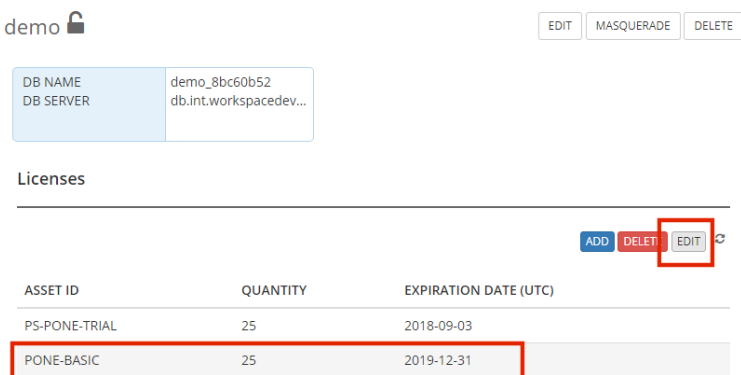 demo
EDIT MASQUERADE DELETE
DB NAME demo_8bc60b52
DB SERVER db.int.workspacedev...
Licenses
ADD DELETE EDIT
ASSET ID QUANTITY EXPIRATION DATE (UTC)
PS-PONE-TRIAL 25 2018-09-03
PONE-BASIC 25 2019-12-31